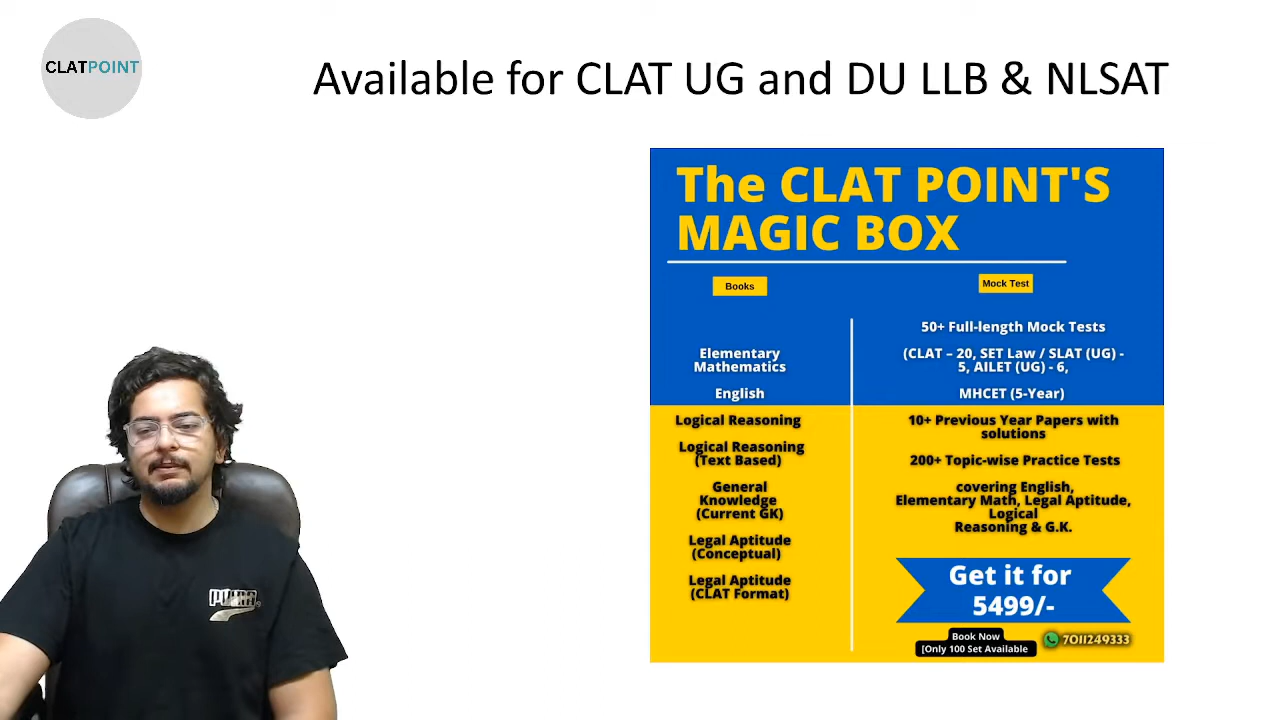 CLATPOINT
Available for CLAT UG and DU LLB & NLSAT
The CLAT POINT'S
MAGIC BOX
Books
Elementary
Mathematics
English
Logical Reasoning
Logical Reasoning
(Text Based)
General
Knowledge
(Current GK)
Legal Aptitude
(Conceptual)
Legal Aptitude
(CLAT Format)
Mock Test
50+ Full-length Mock Tests
(CLAT – 20, SET Law / SLAT (UG) -
5, AILET (UG) - 6,
MHCET (5-Year)
10+ Previous Year Papers with
solutions
200+ Topic-wise Practice Tests
covering English,
Elementary Math, Legal Aptitude,
Logical
Reasoning & G.K.
Get it for
5499/-
Book Now
[Only 100 Set Available
7011249333
PUMA